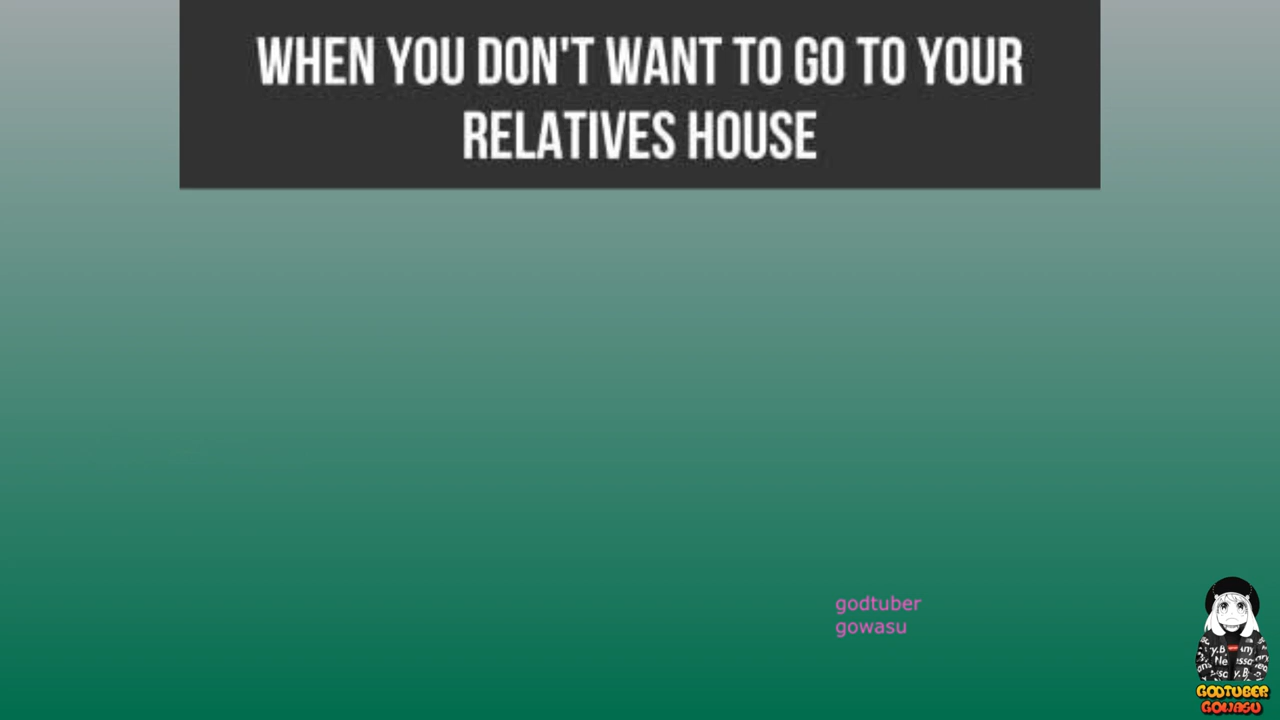 WHEN YOU DON'T WANT TO GO TO YOUR
RELATIVES HOUSE
godtuber
gowasu
GODTUBER
GOWASU